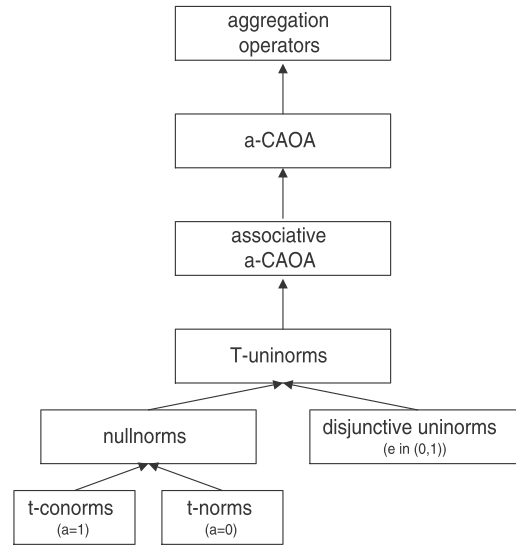 aggregation
operators
a-CAOA
associative
a-CAOA
T-uninorms
nullnorms
disjunctive uninorms
(e in (0,1))
t-conorms
(a=1)
t-norms
(a=0)